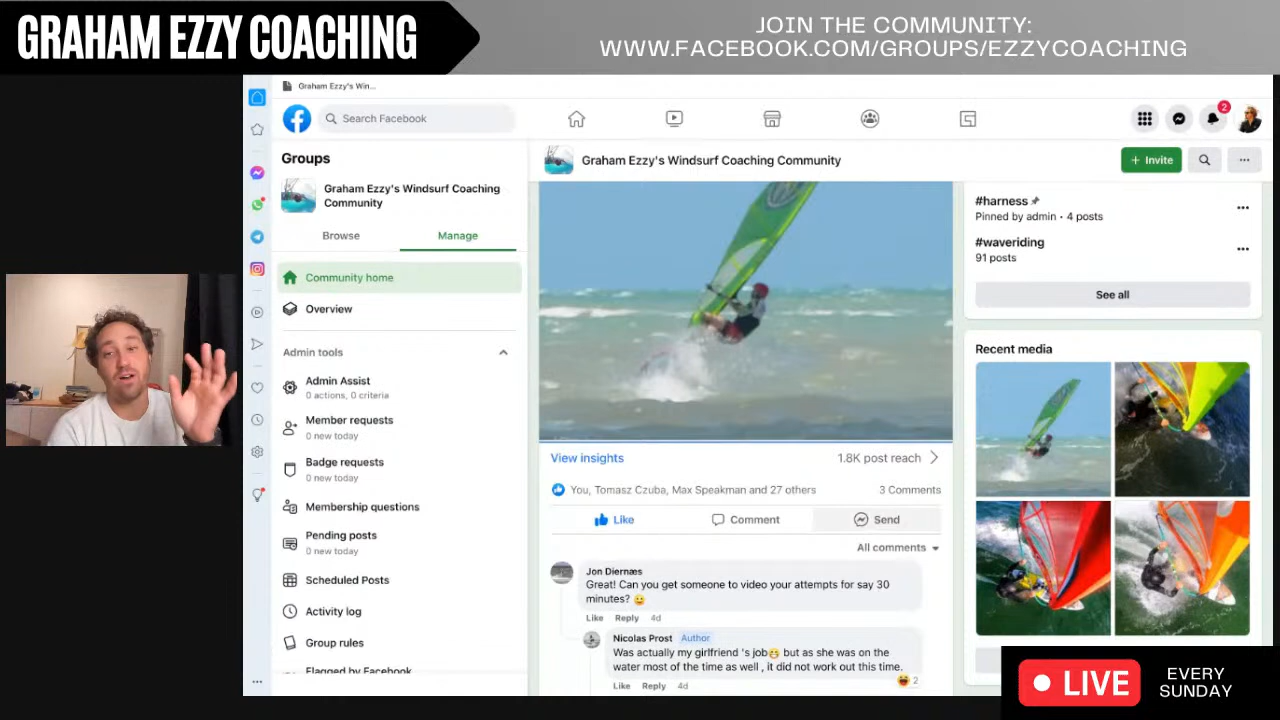 GRAHAM EZZY COACHING
JOIN THE COMMUNITY:
WWW.FACEBOOK.COM/GROUPS/EZZYCOACHING
Graham Ezzy's Win...
Search Facebook
2
Groups
Graham Ezzy's Windsurf Coaching
Community
Browse
Manage
Community home
Overview
Admin tools
Admin Assist
0 actions, 0 criteria
Member requests
0 new today
Badge requests
0 new today
Membership questions
Pending posts
0 new today
Scheduled Posts
Activity log
Group rules
Flagged by Facebook
Graham Ezzy's Windsurf Coaching Community
+ Invite
View insights
1.8K post reach
You, Tomasz Czuba, Max Speakman and 27 others
3 Comments
Like
Comment
Send
All comments
Jon Diernæs
Great! Can you get someone to video your attempts for say 30
minutes? 😀
Like Reply 4d
Nicolas Prost Author
Was actually my girlfriend 's job😁 but as she was on the
water most of the time as well , it did not work out this time.
2
Like Reply 4d
#harness
Pinned by admin · 4 posts
#waveriding
91 posts
See all
Recent media
LIVE
EVERY
SUNDAY